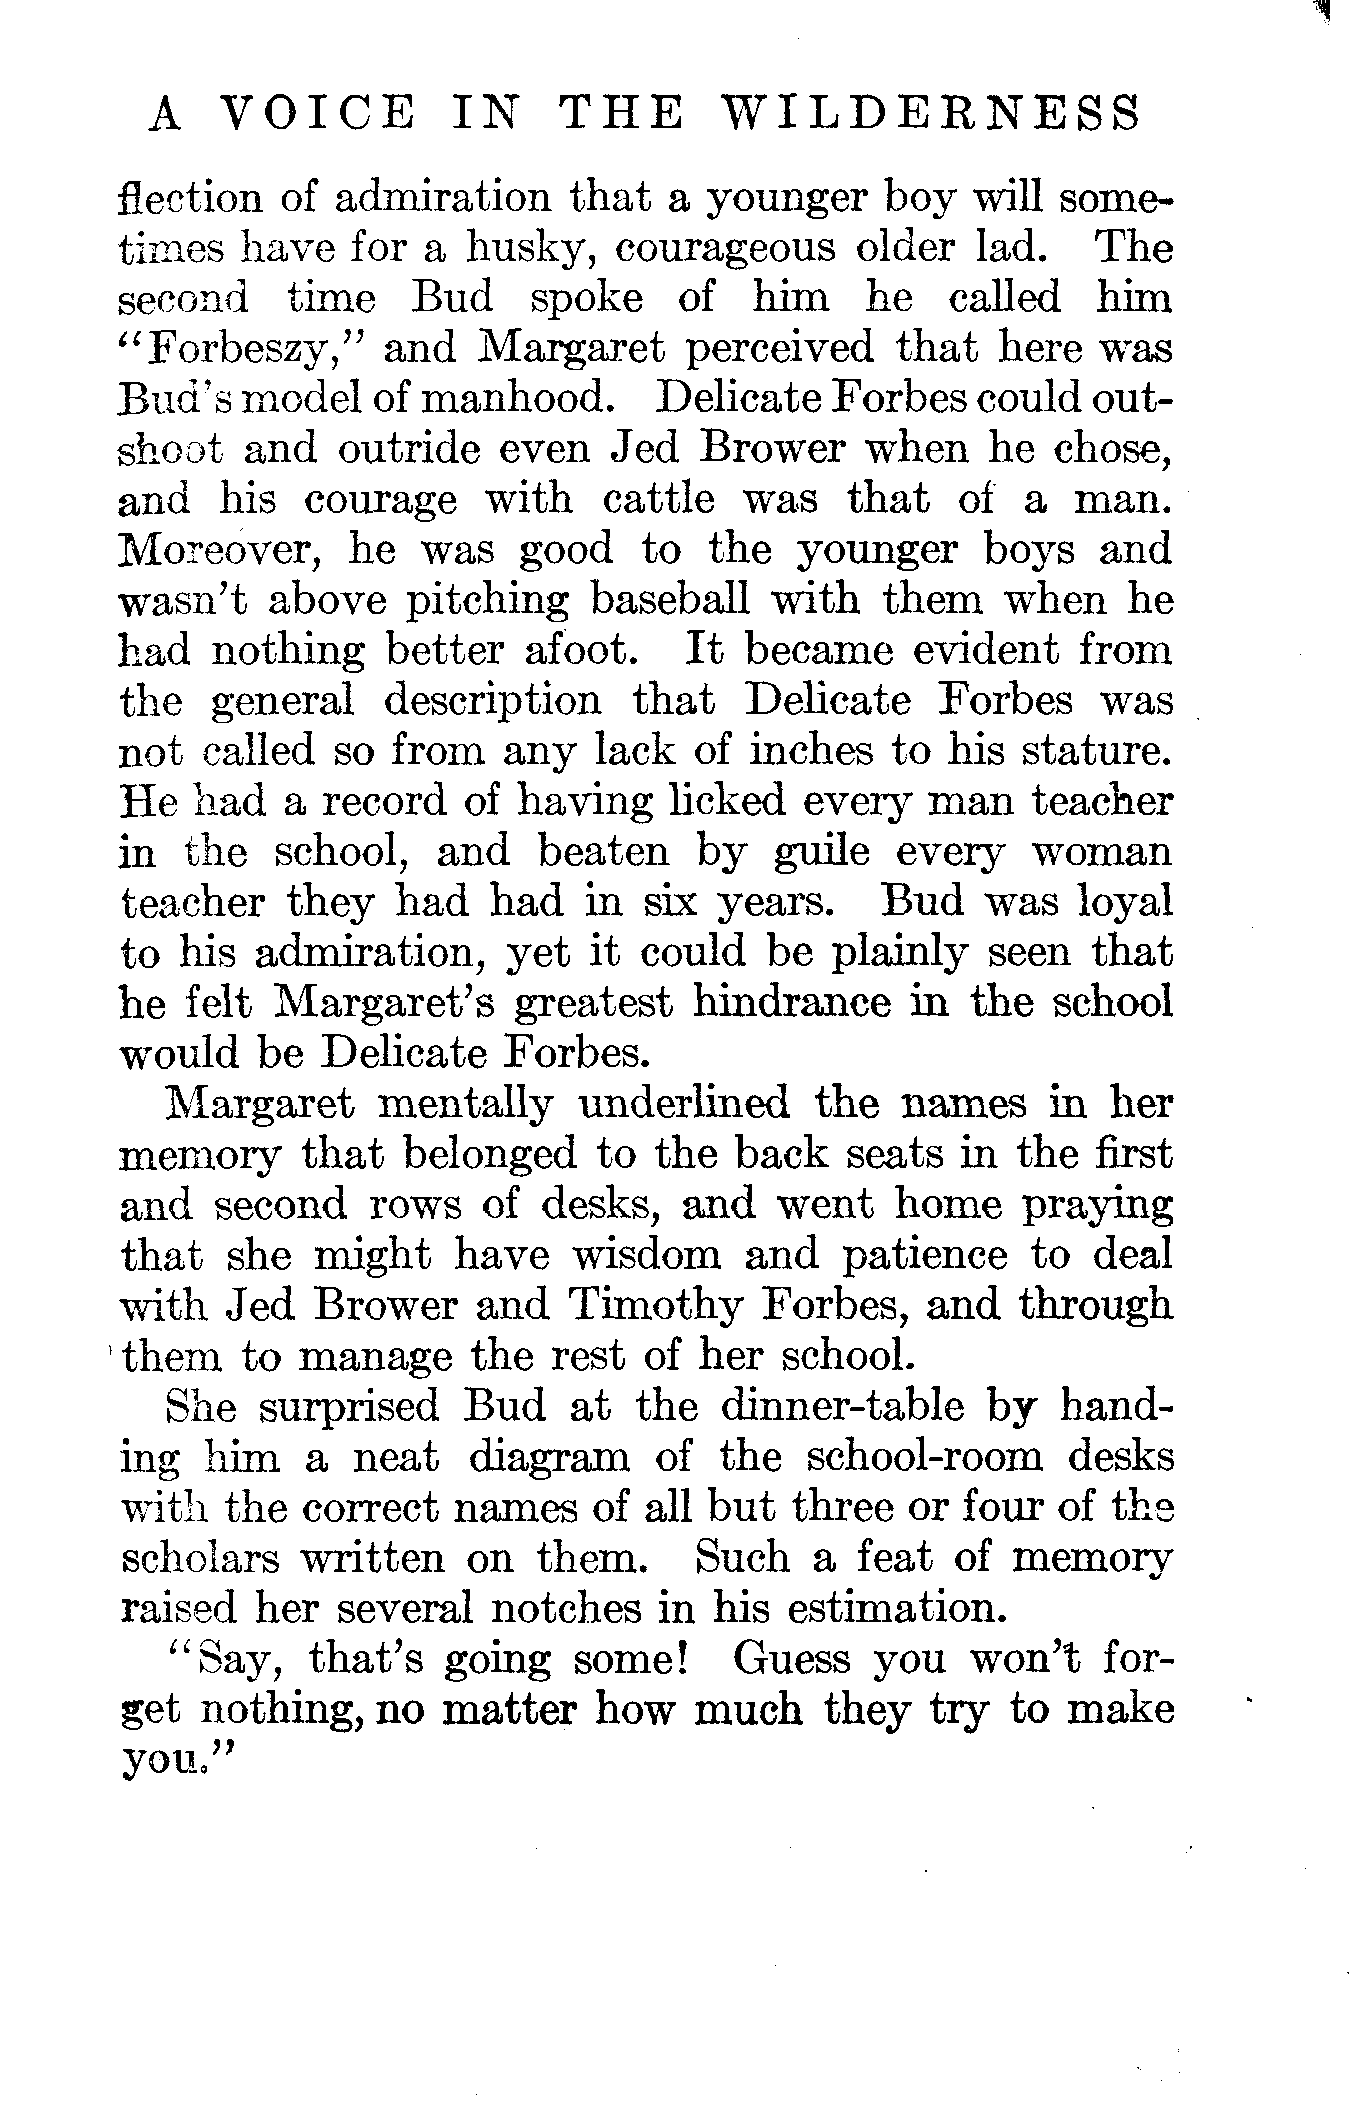 A VOICE IN THE WILDERNESS
flection of admiration that a younger boy will some-
times have for a husky, courageous older lad. The
second time Bud spoke of him he called him
“Forbeszy,” and Margaret perceived that here was
Bud's model of manhood. Delicate Forbes could out-
shoot and outride even Jed Brower when he chose,
and his courage with cattle was that of a man.
Moreover, he was good to the younger boys and
wasn't above pitching baseball with them when he
had nothing better afoot. It became evident from
the general description that Delicate Forbes was
not called so from any lack of inches to his stature.
He had a record of having licked every man teacher
in the school, and beaten by guile every woman
teacher they had had in six years. Bud was loyal
to his admiration, yet it could be plainly seen that
he felt Margaret's greatest hindrance in the school
would be Delicate Forbes.
Margaret mentally underlined the names in her
memory that belonged to the back seats in the first
and second rows of desks, and went home praying
that she might have wisdom and patience to deal
with Jed Brower and Timothy Forbes, and through
them to manage the rest of her school.
She surprised Bud at the dinner-table by hand-
ing him a neat diagram of the school-room desks
with the correct names of all but three or four of the
scholars written on them. Such a feat of memory
raised her several notches in his estimation.
“Say, that's going some! Guess you won't for-
get nothing, no matter how much they try to make
you.”